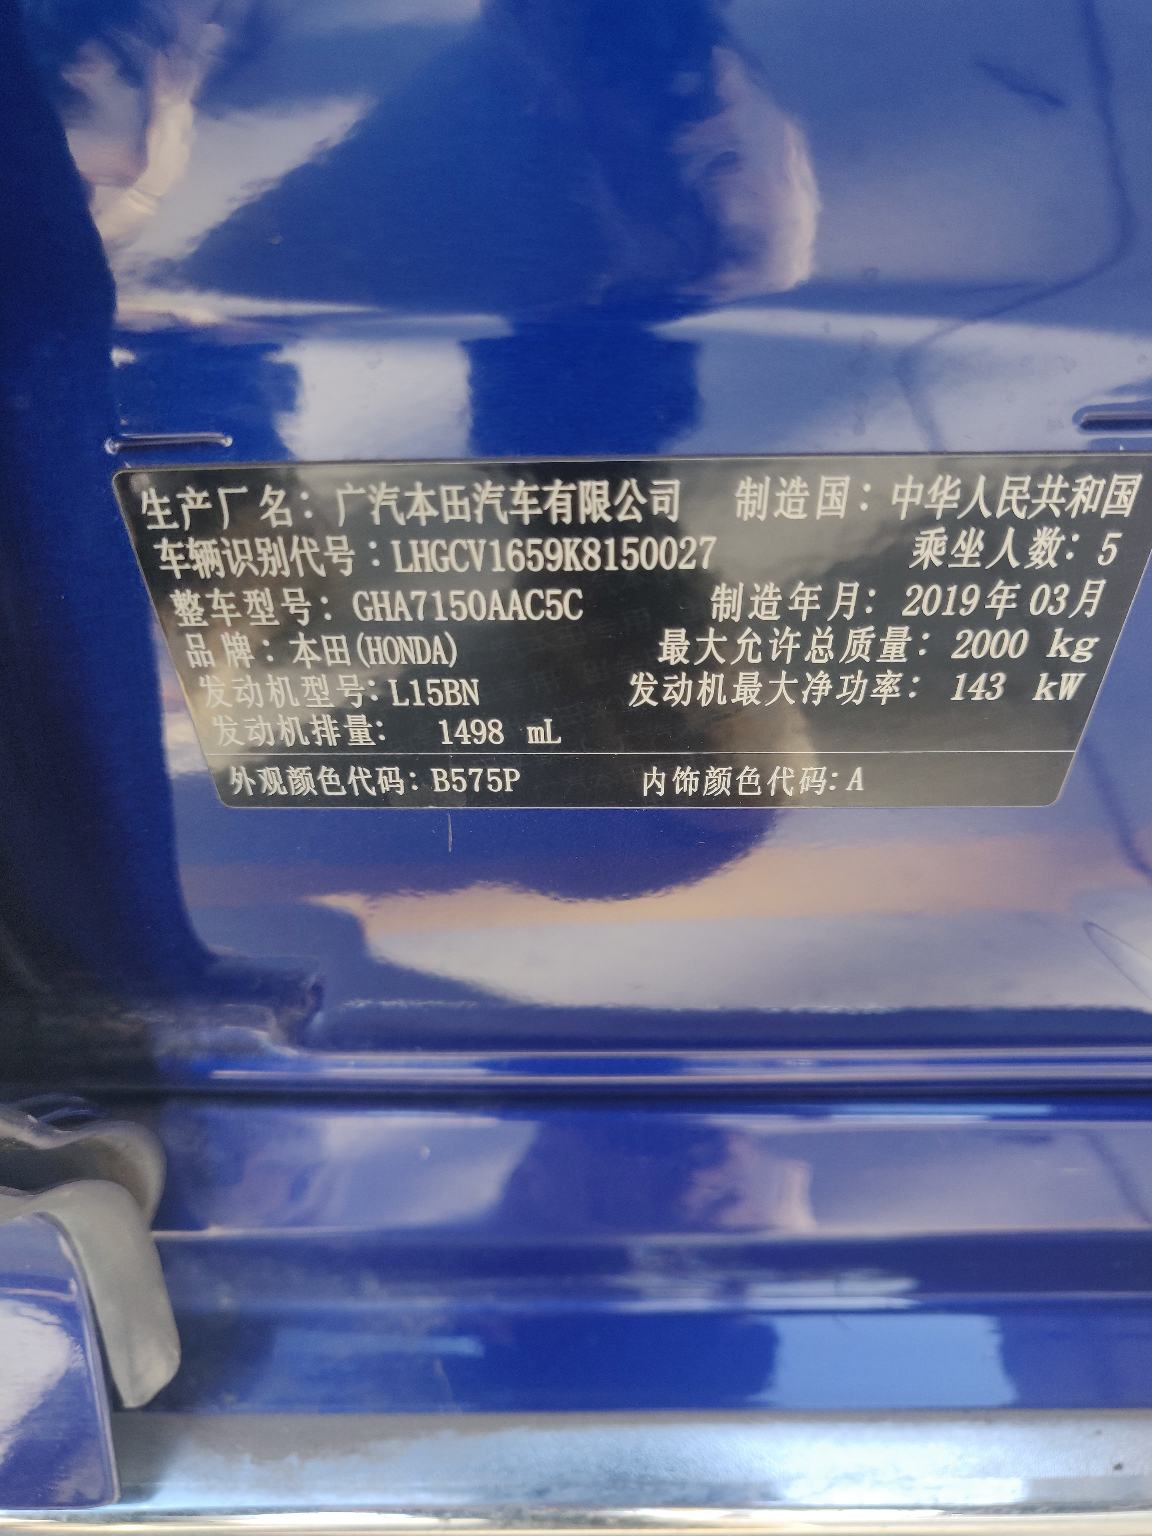 生产厂名：广汽本田汽车有限公司 制造国：中华人民共和国
车辆识别代号：LHGCV1659K8150027 乘坐人数：5
整车型号：GHA7150AAC5C 制造年月：2019年03月
品牌：本田(HONDA) 最大允许总质量：2000 kg
发动机型号：L15BN 发动机最大净功率：143 kW
发动机排量：1498 mL
外观颜色代码：B575P 内饰颜色代码：A